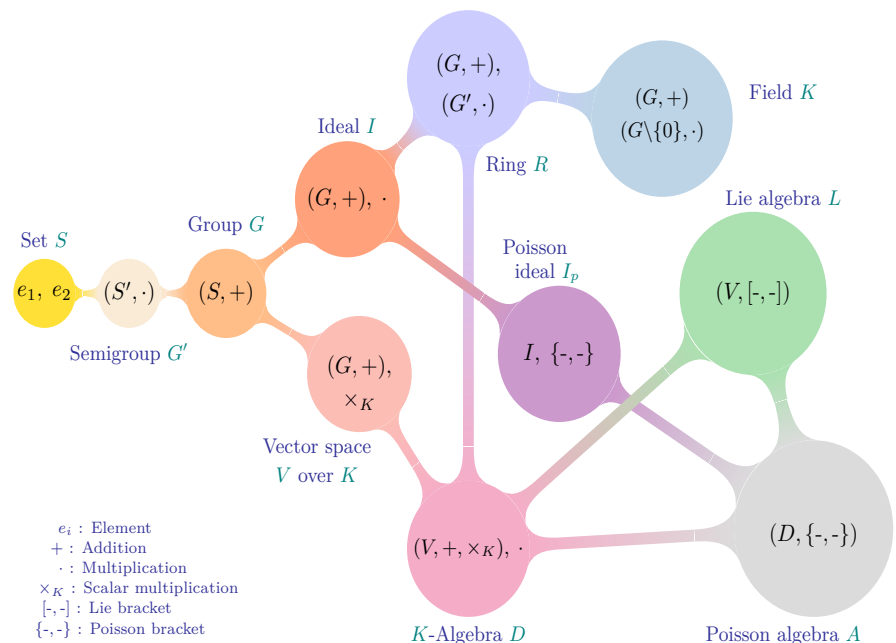 (G, +),
(G′, ·)
Ring R
(G, +)
(G\{0}, ·)
Field K
Ideal I
(G, +), ·
Group G
(S, +)
Set S
e₁, e₂
(S′, ·)
Semigroup G′
Poisson
ideal Iₚ
I, {-, -}
Lie algebra L
(V, [-, -])
(G, +),
×_K
Vector space
V over K
(V, +, ×_K), ·
K-Algebra D
(D, {-, -})
Poisson algebra A
eᵢ : Element
+ : Addition
· : Multiplication
×_K : Scalar multiplication
[-, -] : Lie bracket
{-, -} : Poisson bracket